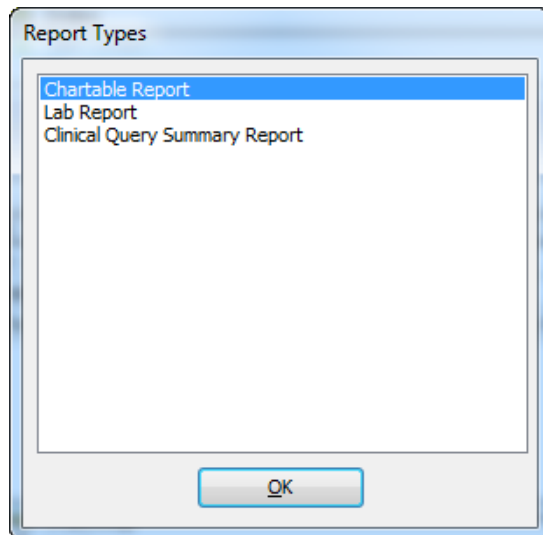 Report Types
Chartable Report
Lab Report
Clinical Query Summary Report
OK